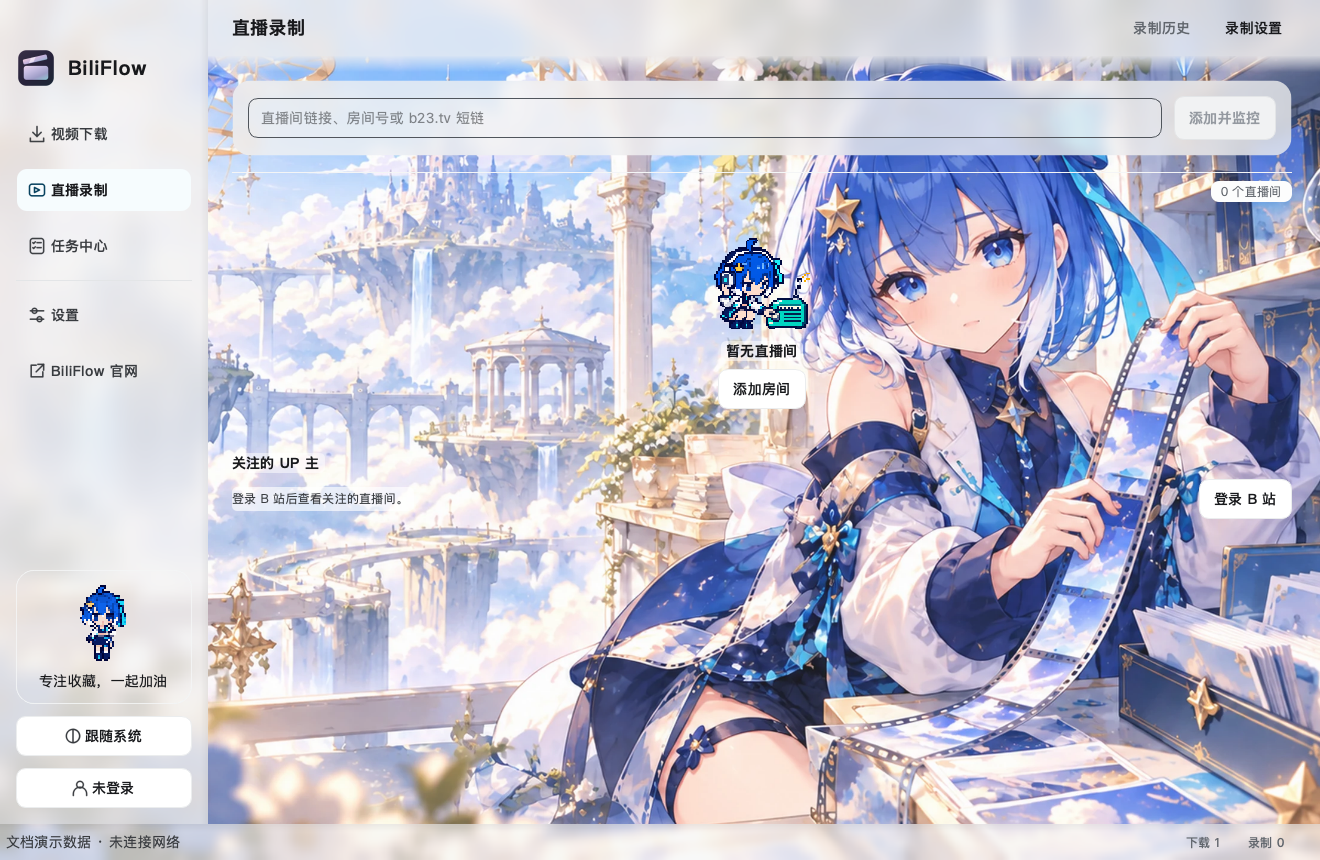 BiliFlow
视频下载
直播录制
任务中心
设置
BiliFlow 官网
专注收藏，一起加油
跟随系统
未登录
直播录制
录制历史
录制设置
直播间链接、房间号或 b23.tv 短链
添加并监控
0 个直播间
暂无直播间
添加房间
关注的 UP 主
登录 B 站后查看关注的直播间。
登录 B 站
文档演示数据 · 未连接网络
下载 1
录制 0